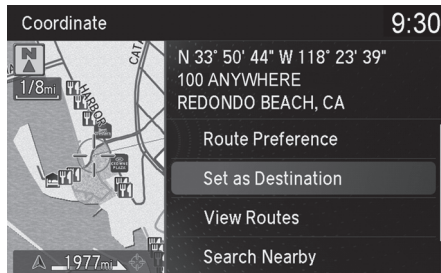 Coordinate 9:30
N
1/8mi
CAT
HARBOR
N 33° 50' 44" W 118° 23' 39"
100 ANYWHERE
REDONDO BEACH, CA
Route Preference
Set as Destination
View Routes
Search Nearby
1977mi